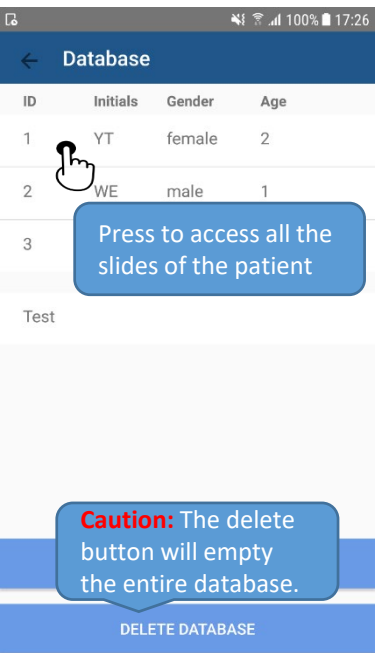 100% 17:26
Database
ID Initials Gender Age
1 YT female 2
2 WE male 1
3
Press to access all the
slides of the patient
Test
Caution: The delete
button will empty
the entire database.
DELETE DATABASE